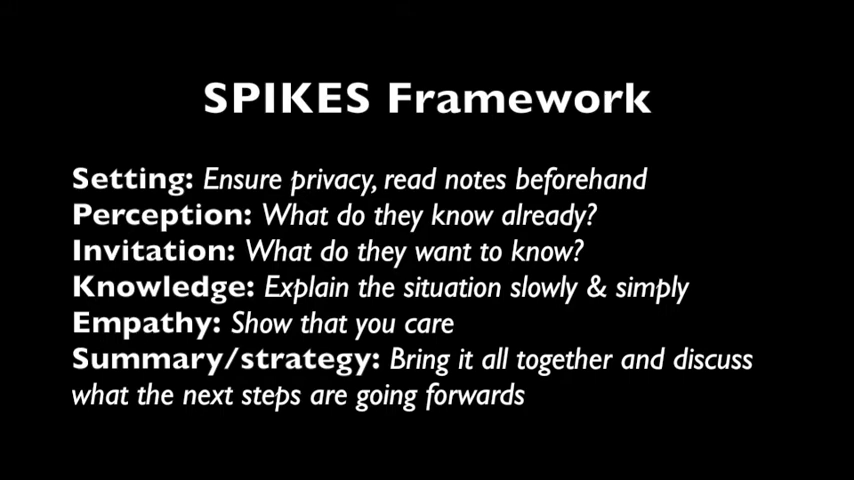 SPIKES Framework
Setting: Ensure privacy, read notes beforehand
Perception: What do they know already?
Invitation: What do they want to know?
Knowledge: Explain the situation slowly & simply
Empathy: Show that you care
Summary/strategy: Bring it all together and discuss
what the next steps are going forwards